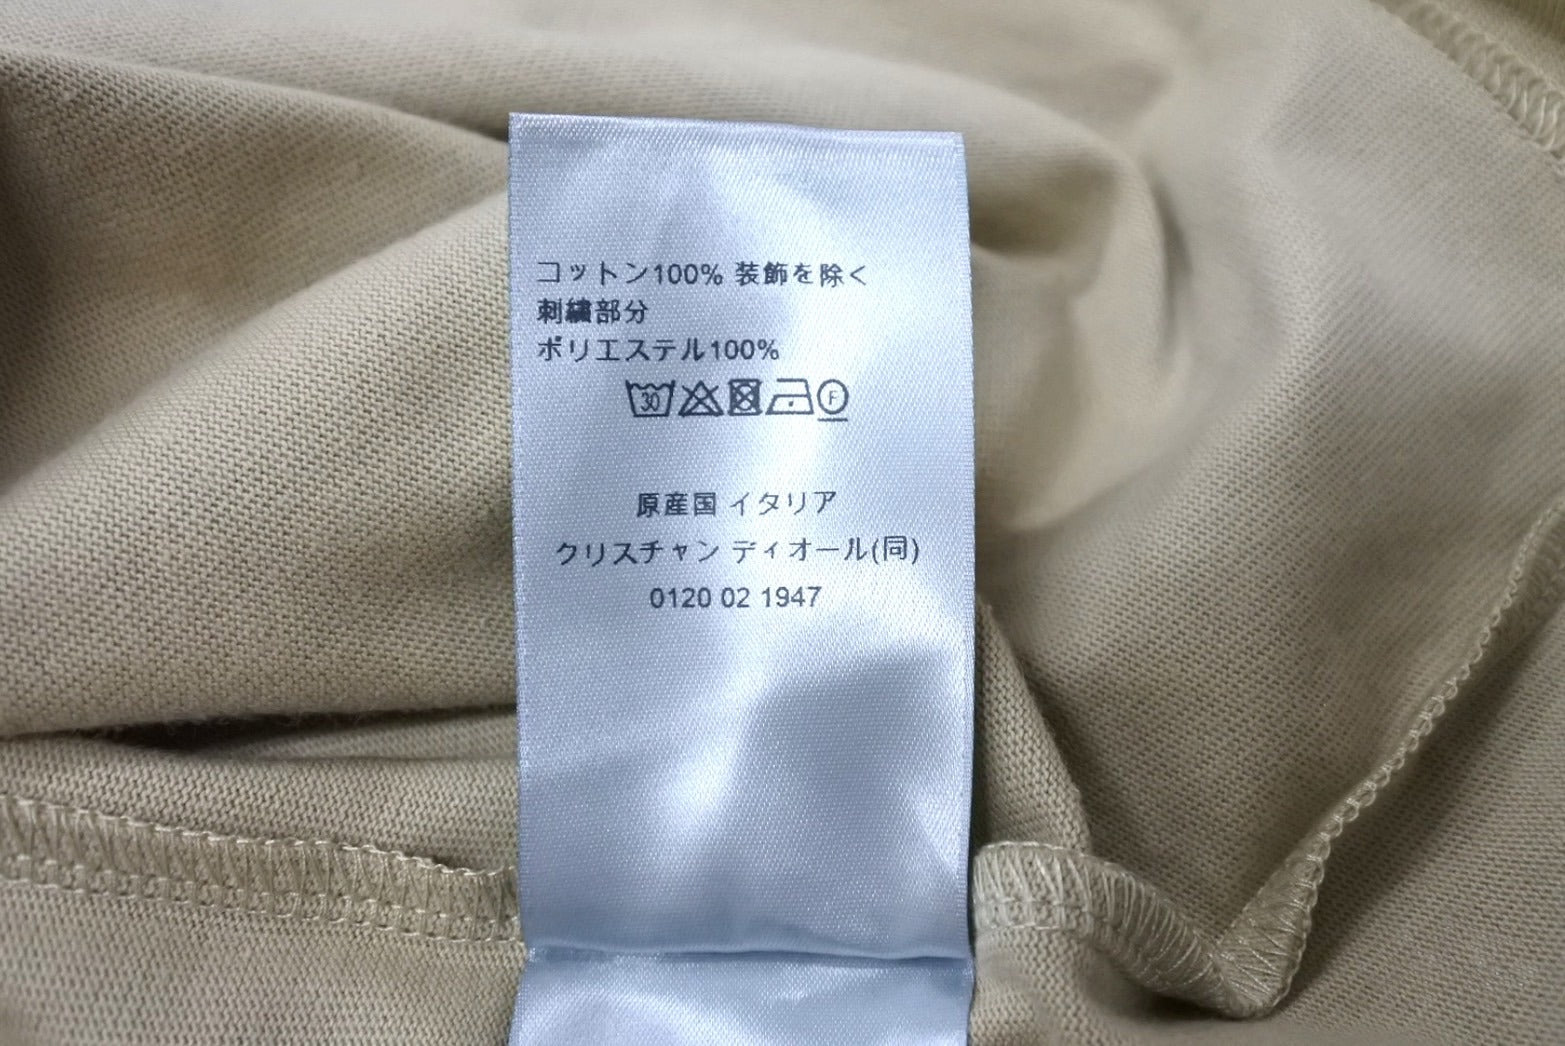 コットン100% 装飾を除く
刺繍部分
ポリエステル100%
30 F
原産国 イタリア
クリスチャン ディオール(同)
0120 02 1947